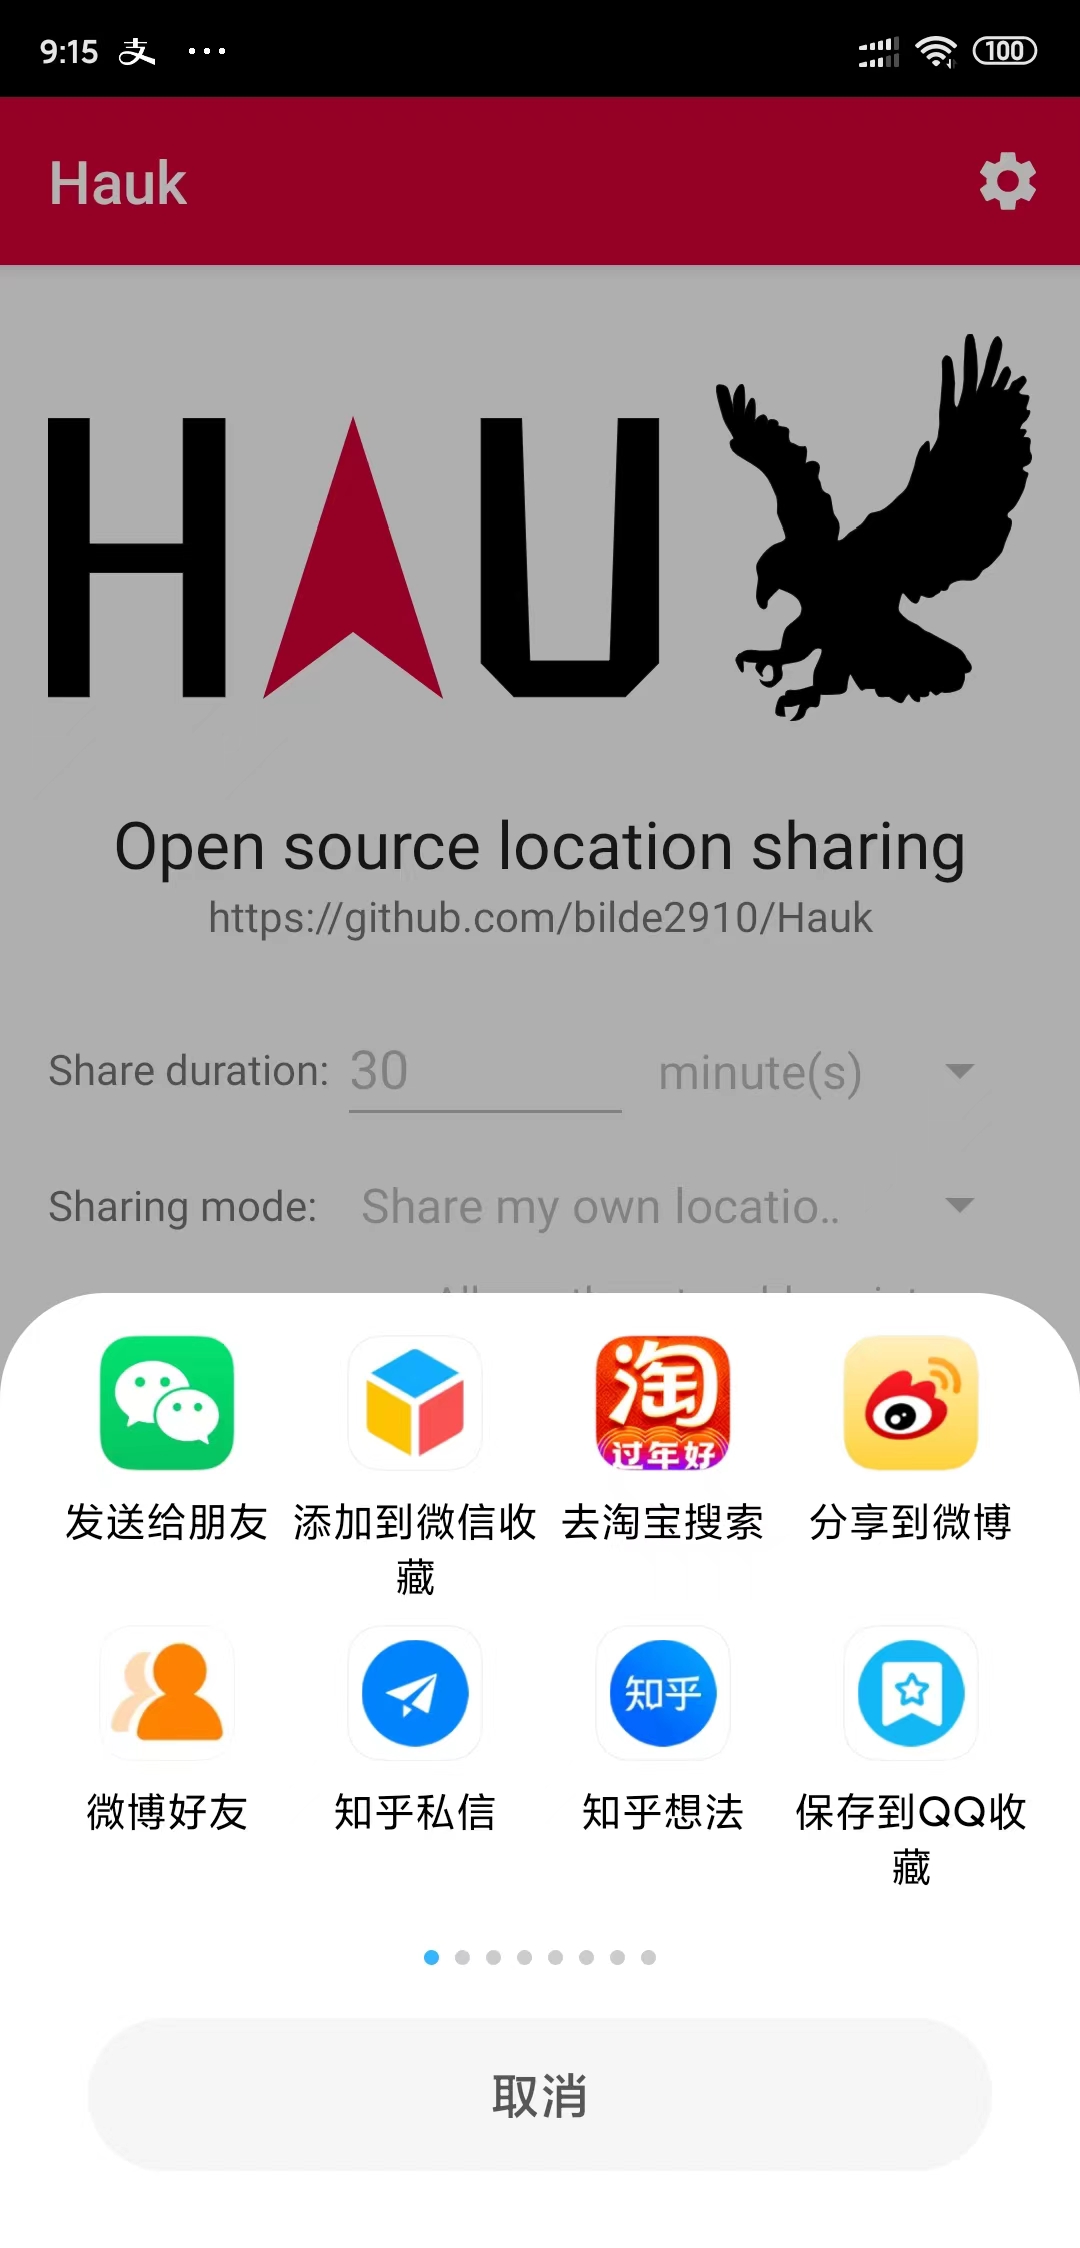 9:15 支 ...
100
Hauk
HAU
Open source location sharing
https://github.com/bilde2910/Hauk
Share duration: 30 minute(s)
Sharing mode: Share my own locatio..
淘
过年好
发送给朋友 添加到微信收藏 去淘宝搜索 分享到微博
知乎
微博好友 知乎私信 知乎想法 保存到QQ收藏
取消